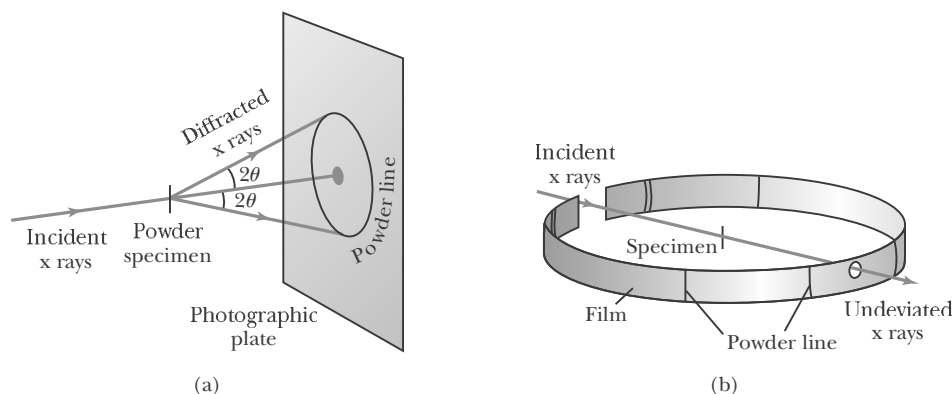 Diffracted
x rays
2θ
2θ
Powder line
Incident
x rays
Powder
specimen
Photographic
plate
(a)
Incident
x rays
Specimen
Film
Powder line
Undeviated
x rays
(b)